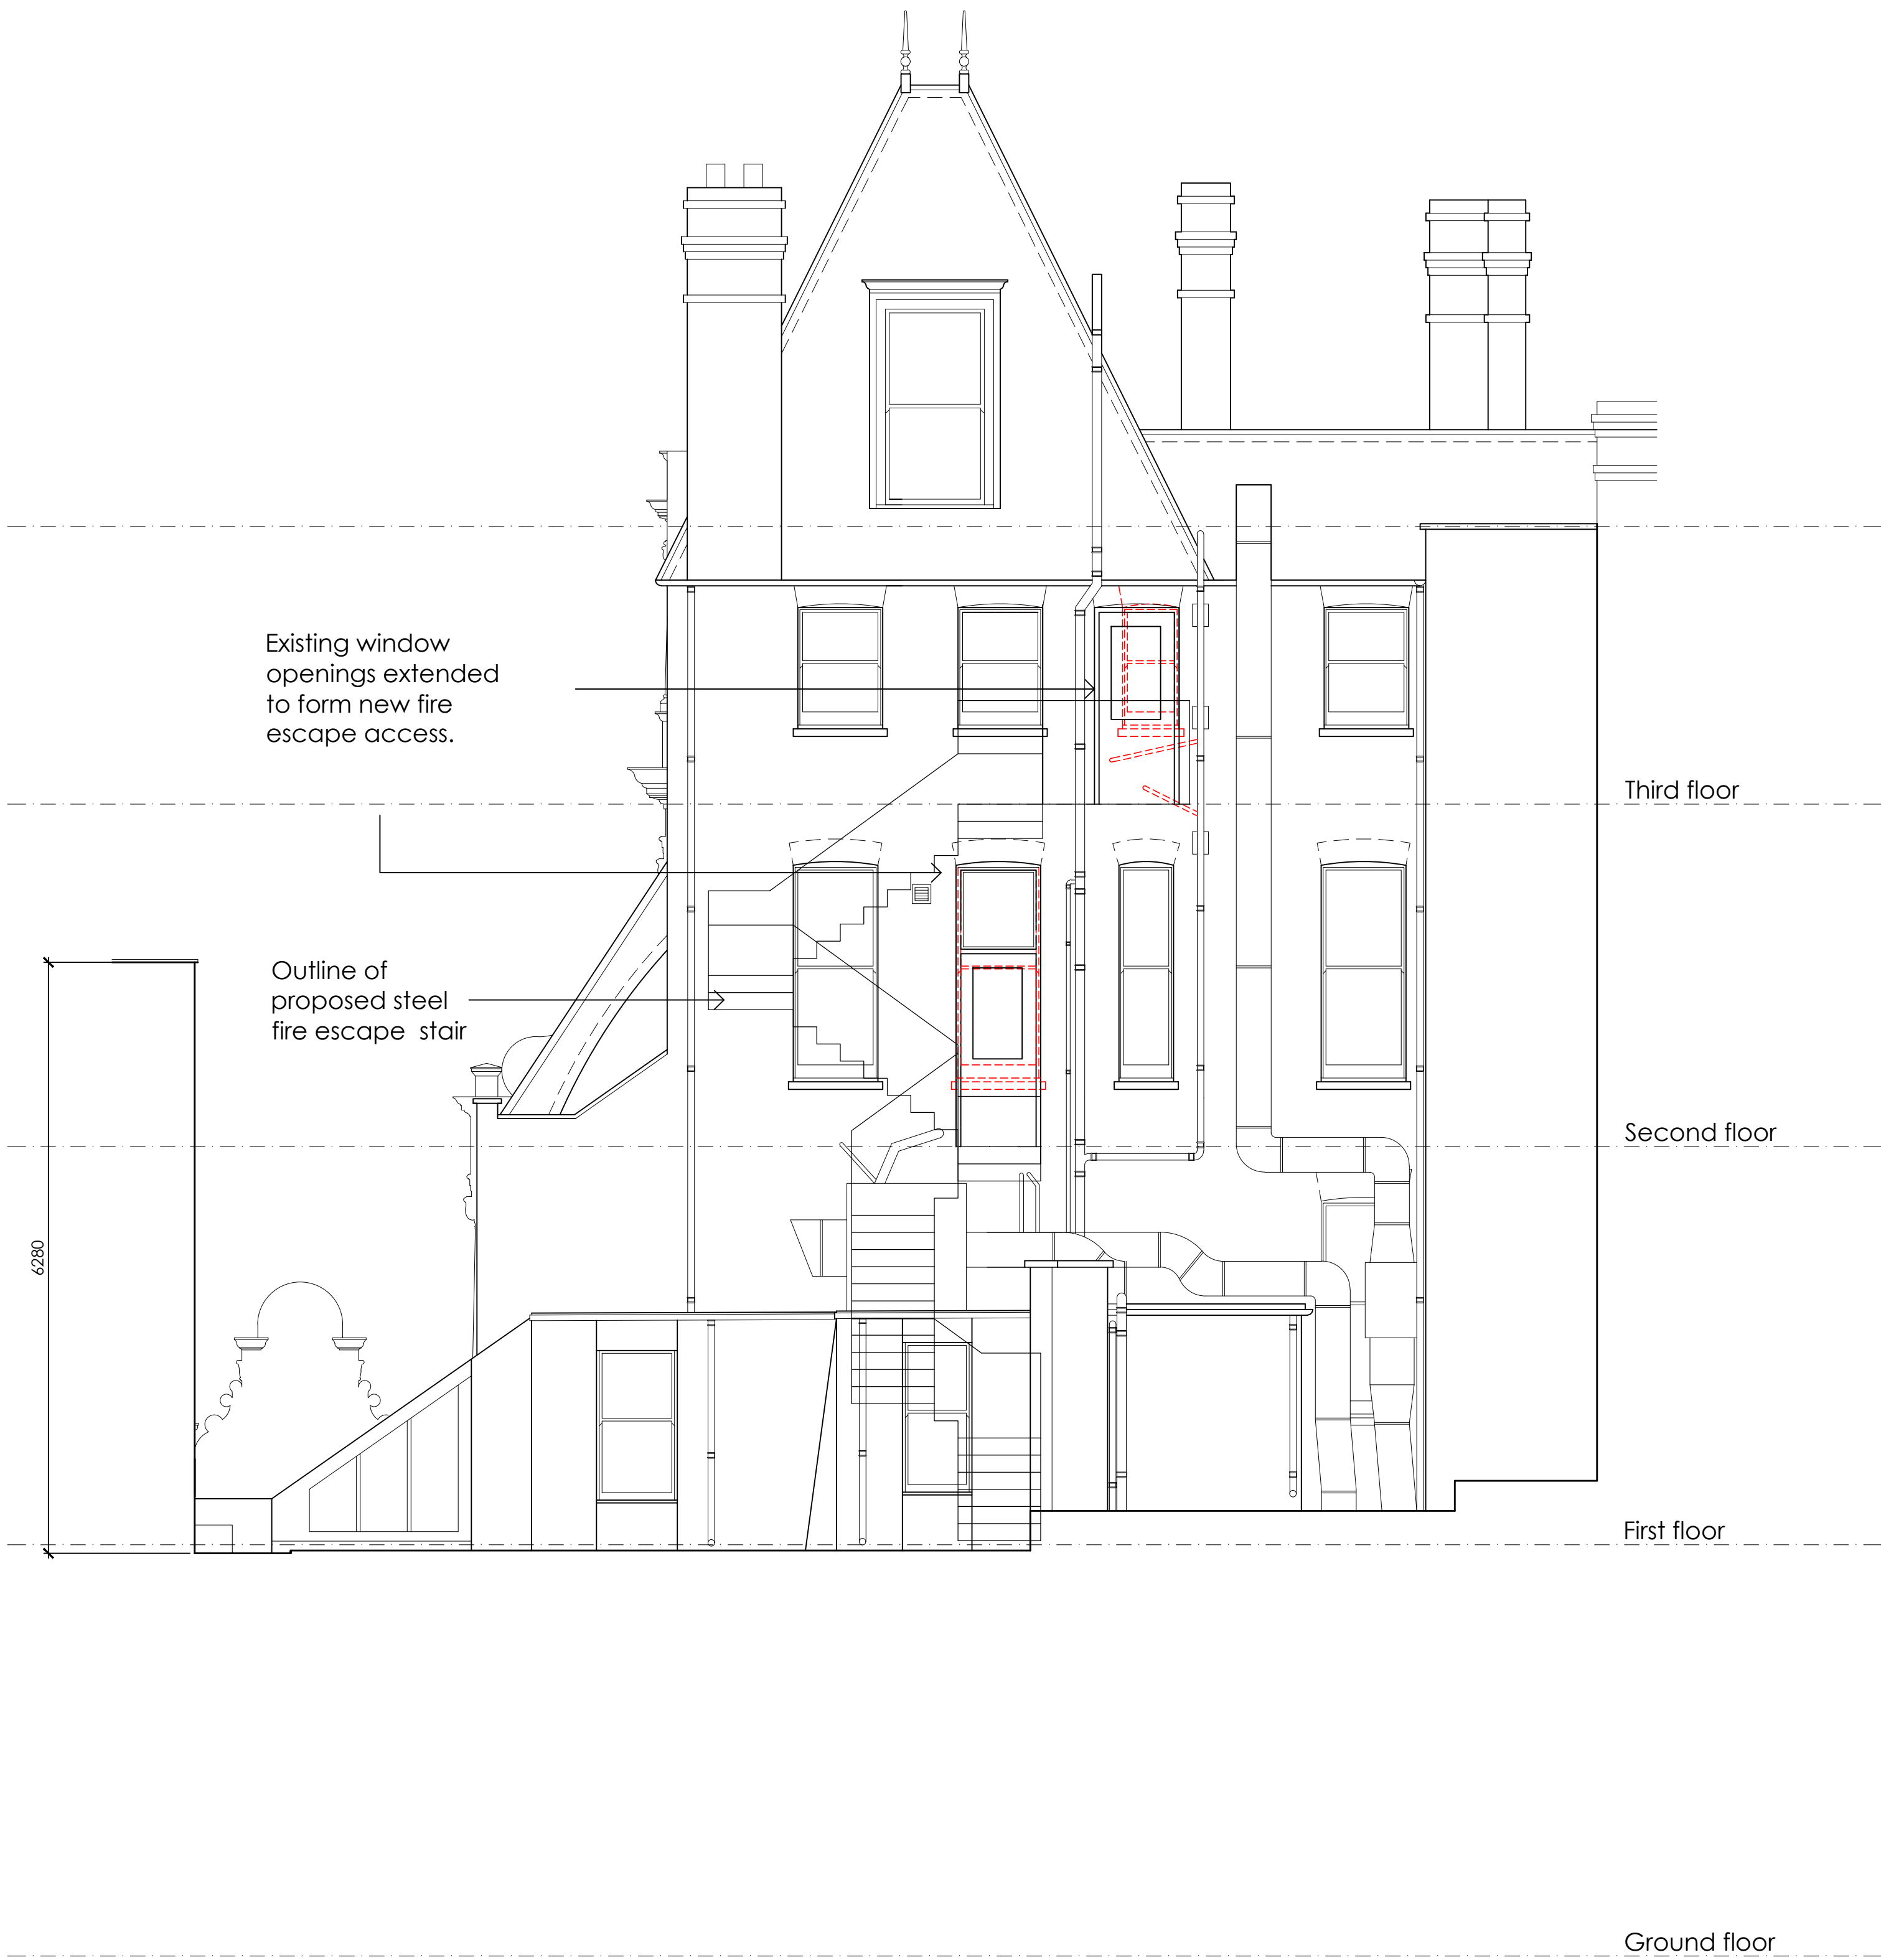 Existing window
openings extended
to form new fire
escape access.
Third floor
Outline of
proposed steel
fire escape stair
Second floor
6280
First floor
Ground floor